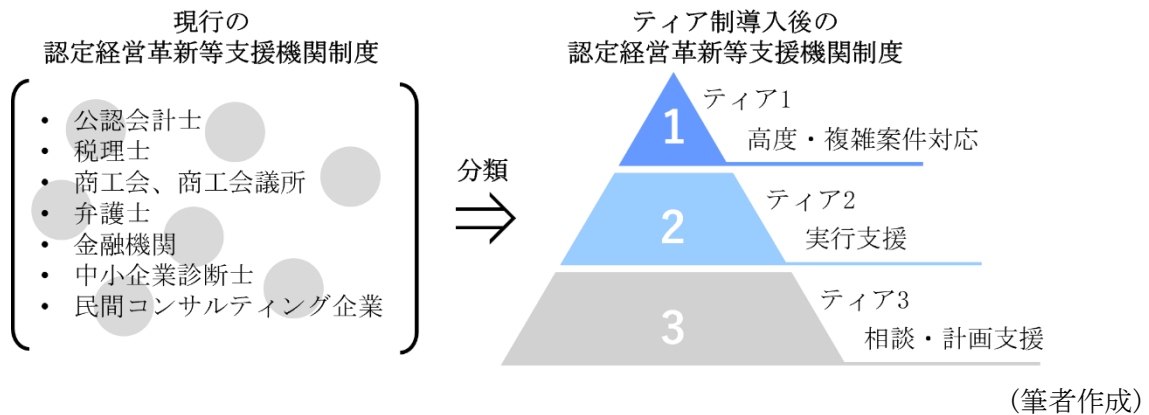 現行の
認定経営革新等支援機関制度
• 公認会計士
• 税理士
• 商工会、商工会議所
• 弁護士
• 金融機関
• 中小企業診断士
• 民間コンサルティング企業
分類
ティア制導入後の
認定経営革新等支援機関制度
1
ティア1
高度・複雑案件対応
2
ティア2
実行支援
3
ティア3
相談・計画支援
(筆者作成)